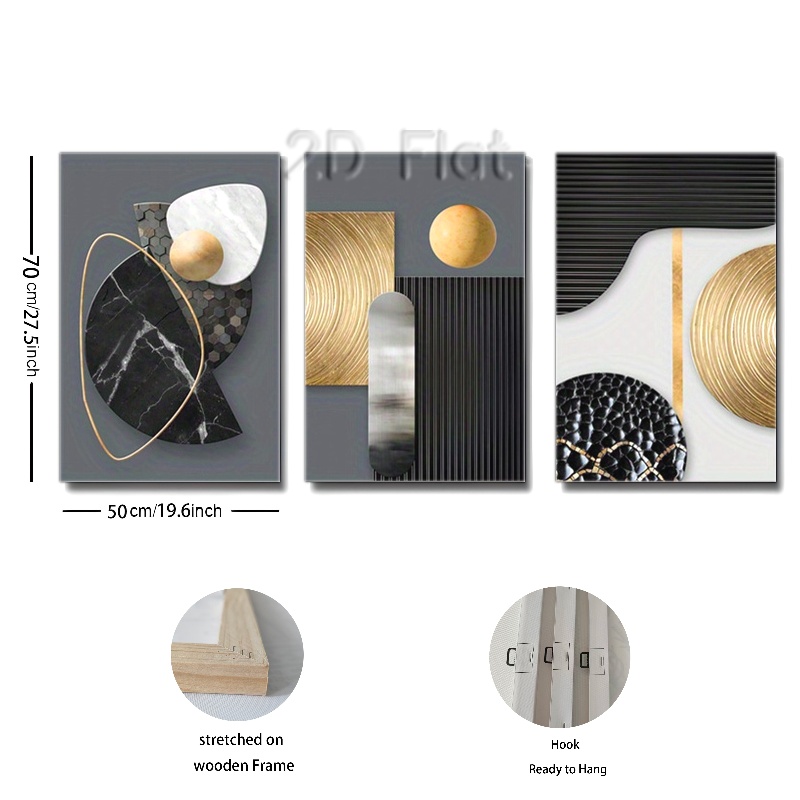 2D Flat
70 cm/27.5inch
50cm/19.6inch
stretched on
wooden Frame
Hook
Ready to Hang